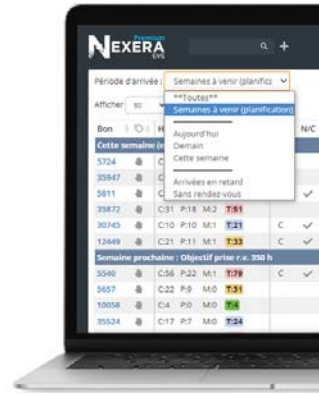 Premium
NEXERA
SYS
Période d'arrivée : Semaines à venir (planifica
**Toutes**
Semaines à venir (planification)
Aujourd'hui
Demain
Cette semaine
Arrivées en retard
Sans rendez-vous
Afficher 50
Bon H N/C
Cette semaine (e
5724 C
35947 C
5811 C
35872 C:31 P:18 M:2 T:51
30745 C:10 P:10 M:1 T:21 C
12449 C:21 P:11 M:1 T:33 C
Semaine prochaine : Objectif prise r.v. 350 h
5540 C:56 P:22 M:1 T:79 C
5657 C:22 P:9 M:0 T:31
10058 C:4 P:0 M:0 T:4
35524 C:17 P:7 M:0 T:24